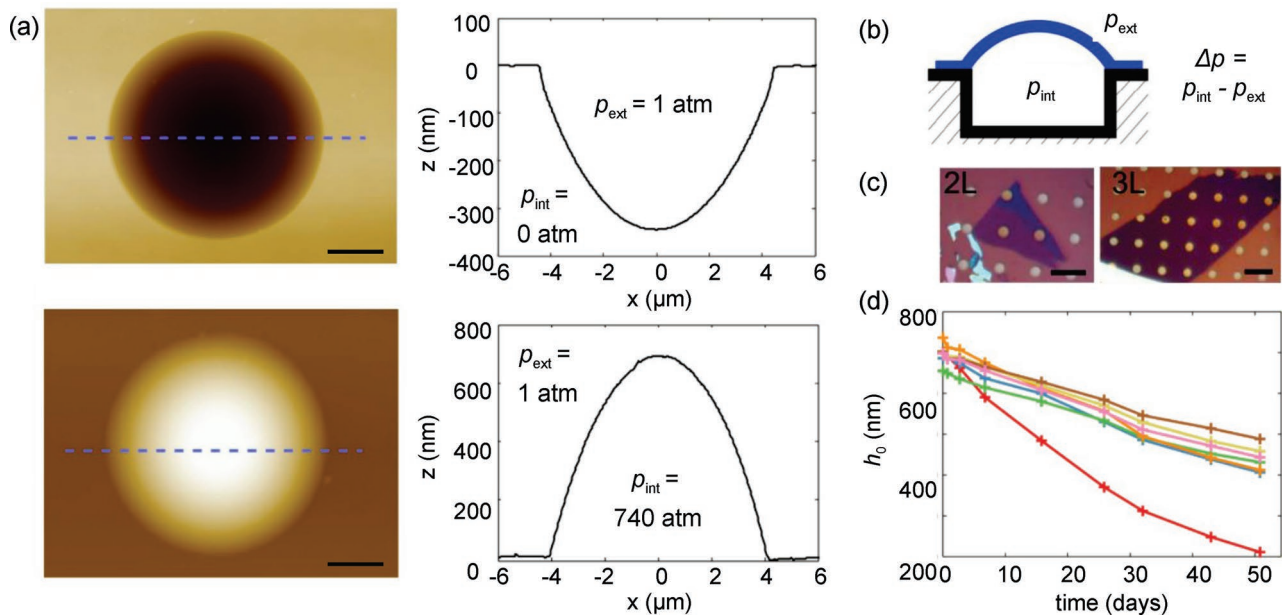 (a)
100
0
-100
-200
-300
-400
z (nm)
p_ext = 1 atm
p_int =
0 atm
-6 -4 -2 0 2 4 6
x (μm)
800
600
400
200
0
z (nm)
p_ext =
1 atm
p_int =
740 atm
-6 -4 -2 0 2 4 6
x (μm)
(b)
p_ext
p_int
Δp =
p_int - p_ext
(c)
2L
3L
(d)
800
600
400
200
h_0 (nm)
0 10 20 30 40 50
time (days)